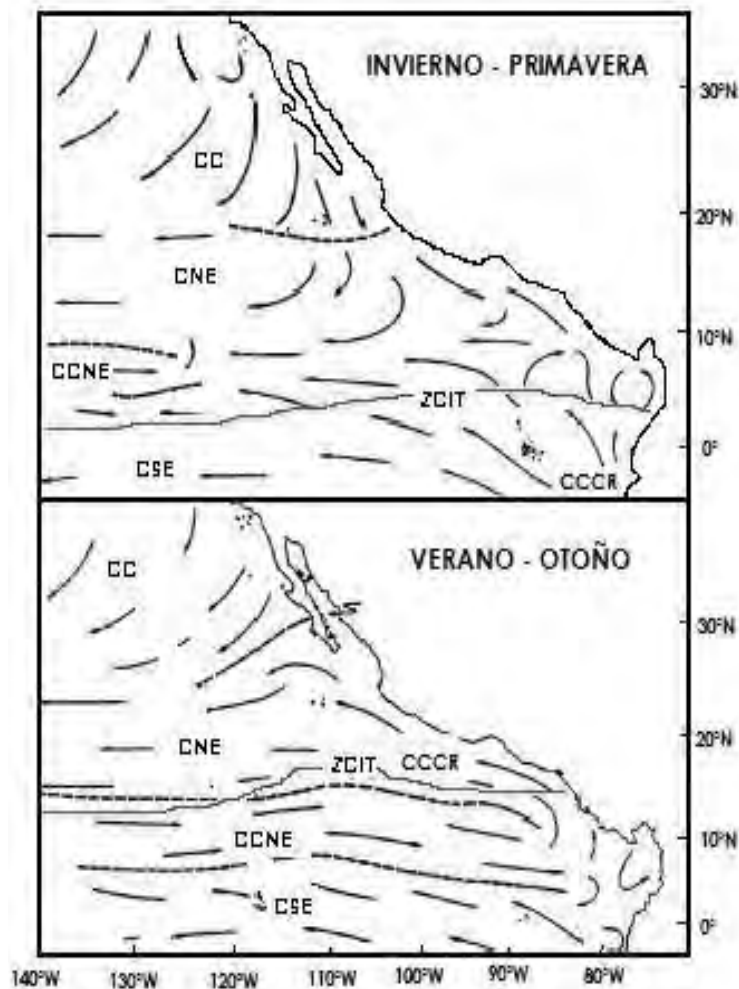 INVIERNO - PRIMAVERA
30°N
CC
20°N
CNE
10°N
CCNE
ZCIT
0°
CSE
CCCR
VERANO - OTOÑO
CC
30°N
CNE
ZCIT
CCCR
20°N
CCNE
10°N
CSE
0°
140°W 130°W 120°W 110°W 100°W 90°W 80°W